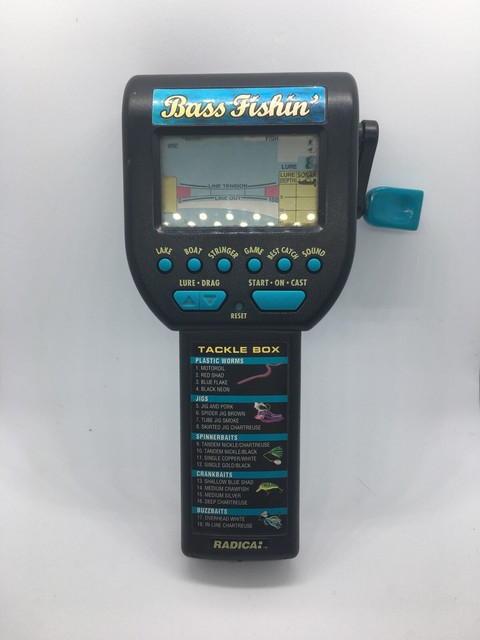 Bass Fishin'
FISH
LURE
LURE SONAR
DEPTH
LINE TENSION
LINE OUT
LAKE BOAT STRINGER GAME BEST CATCH SOUND
LURE • DRAG START • ON • CAST
RESET
TACKLE BOX
PLASTIC WORMS
1. MOTOROIL
2. RED SHAD
3. BLUE FLAKE
4. BLACK NEON
JIGS
5. JIG AND PORK
6. SPIDER JIG BROWN
7. TUBE JIG SMOKE
8. SKIRTED JIG CHARTREUSE
SPINNERBAITS
9. TANDEM NICKLE/CHARTREUSE
10. TANDEM NICKLE/BLACK
11. SINGLE COPPER/WHITE
12. SINGLE GOLD/BLACK
CRANKBAITS
13. SHALLOW BLUE SHAD
14. MEDIUM CRAWFISH
15. MEDIUM SILVER
16. DEEP CHARTREUSE
BUZZBAITS
17. OVERHEAD WHITE
18. IN-LINE CHARTREUSE
RADICA:™